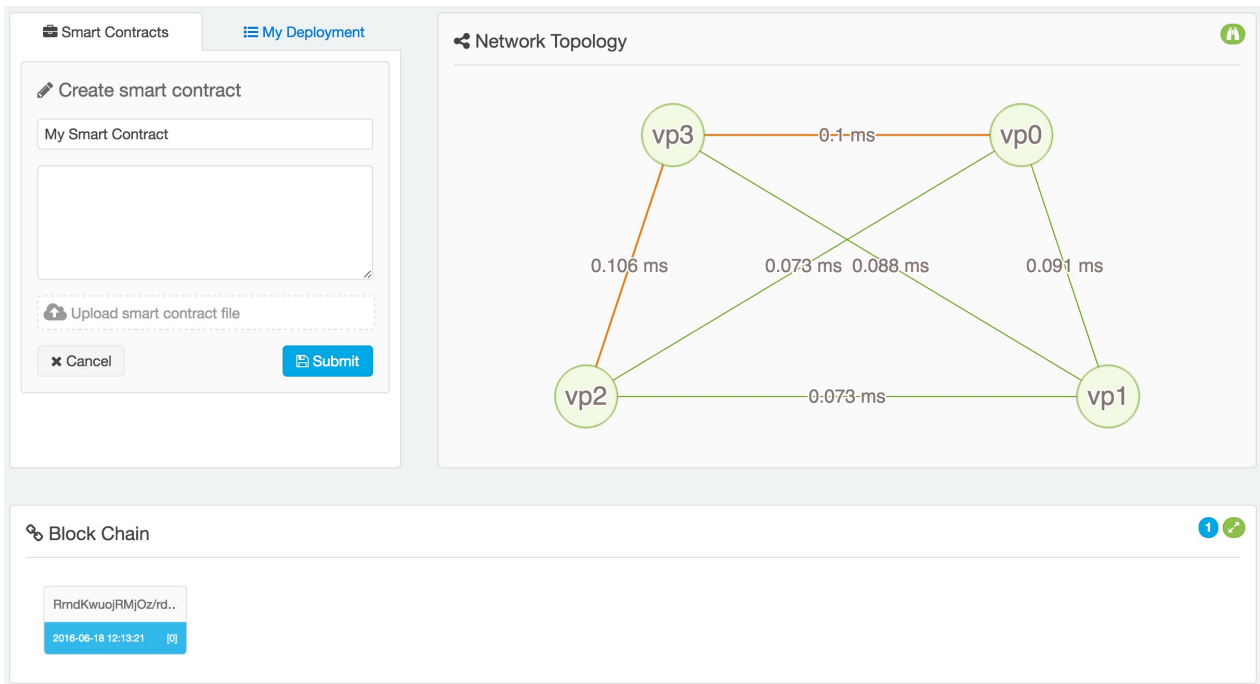 Smart Contracts
My Deployment
Create smart contract
My Smart Contract
Upload smart contract file
Cancel
Submit
Network Topology
vp3
0.1 ms
vp0
0.106 ms
0.073 ms
0.088 ms
0.091 ms
vp2
0.073 ms
vp1
Block Chain
1
RrndKwuojRMjOz/rd...
2016-06-18 12:13:21 [0]